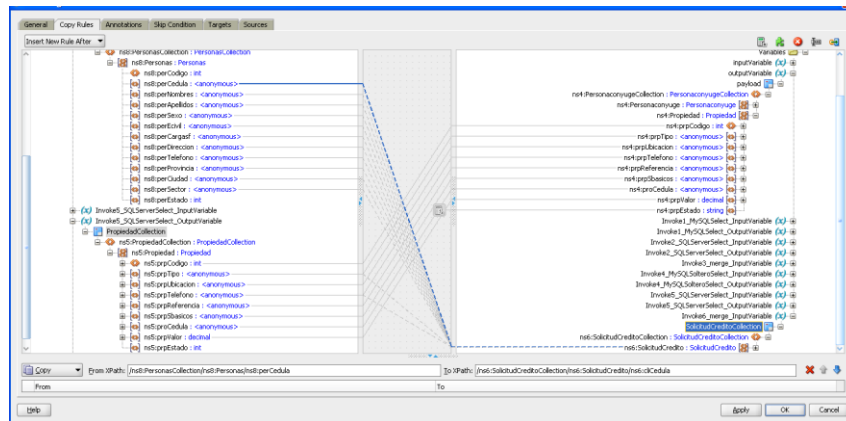 General Copy Rules Annotations Skip Condition Targets Sources
Insert New Rule After
ns8:PersonasCollection : PersonasCollection
ns8:Personas : Personas
ns8:perCodigo : int
ns8:perCedula : <anonymous>
ns8:perNombres : <anonymous>
ns8:perApellidos : <anonymous>
ns8:perSexo : <anonymous>
ns8:perEcivil : <anonymous>
ns8:perCargasf : <anonymous>
ns8:perDireccion : <anonymous>
ns8:perTelefono : <anonymous>
ns8:perProvincia : <anonymous>
ns8:perCiudad : <anonymous>
ns8:perSector : <anonymous>
ns8:perEstado : int
Invoke5_SQLServerSelect_InputVariable
Invoke5_SQLServerSelect_OutputVariable
PropiedadCollection
ns5:PropiedadCollection : PropiedadCollection
ns5:Propiedad : Propiedad
ns5:prpCodigo : int
ns5:prpTipo : <anonymous>
ns5:prpUbicacion : <anonymous>
ns5:prpTelefono : <anonymous>
ns5:prpReferencia : <anonymous>
ns5:prpSbasicos : <anonymous>
ns5:proCedula : <anonymous>
ns5:prpValor : decimal
ns5:prpEstado : int
Variables
inputVariable
outputVariable
payload
ns4:PersonaconyugeCollection : PersonaconyugeCollection
ns4:Personaconyuge : Personaconyuge
ns4:Propiedad : Propiedad
ns4:prpCodigo : int
ns4:prpTipo : <anonymous>
ns4:prpUbicacion : <anonymous>
ns4:prpTelefono : <anonymous>
ns4:prpReferencia : <anonymous>
ns4:prpSbasicos : <anonymous>
ns4:proCedula : <anonymous>
ns4:prpValor : decimal
ns4:prpEstado : string
Invoke1_MySQLSelect_InputVariable
Invoke1_MySQLSelect_OutputVariable
Invoke2_SQLServerSelect_InputVariable
Invoke2_SQLServerSelect_OutputVariable
Invoke3_merge_InputVariable
Invoke4_MySQLSolteroSelect_InputVariable
Invoke4_MySQLSolteroSelect_OutputVariable
Invoke5_SQLServerSelect_InputVariable
Invoke5_SQLServerSelect_OutputVariable
Invoke6_merge_InputVariable
SolicitudCreditoCollection
ns6:SolicitudCreditoCollection : SolicitudCreditoCollection
ns6:SolicitudCredito : SolicitudCredito
Copy From XPath: /ns8:PersonasCollection/ns8:Personas/ns8:perCedula To XPath: /ns6:SolicitudCreditoCollection/ns6:SolicitudCredito/ns6:cliCedula
From To
Help Apply OK Cancel